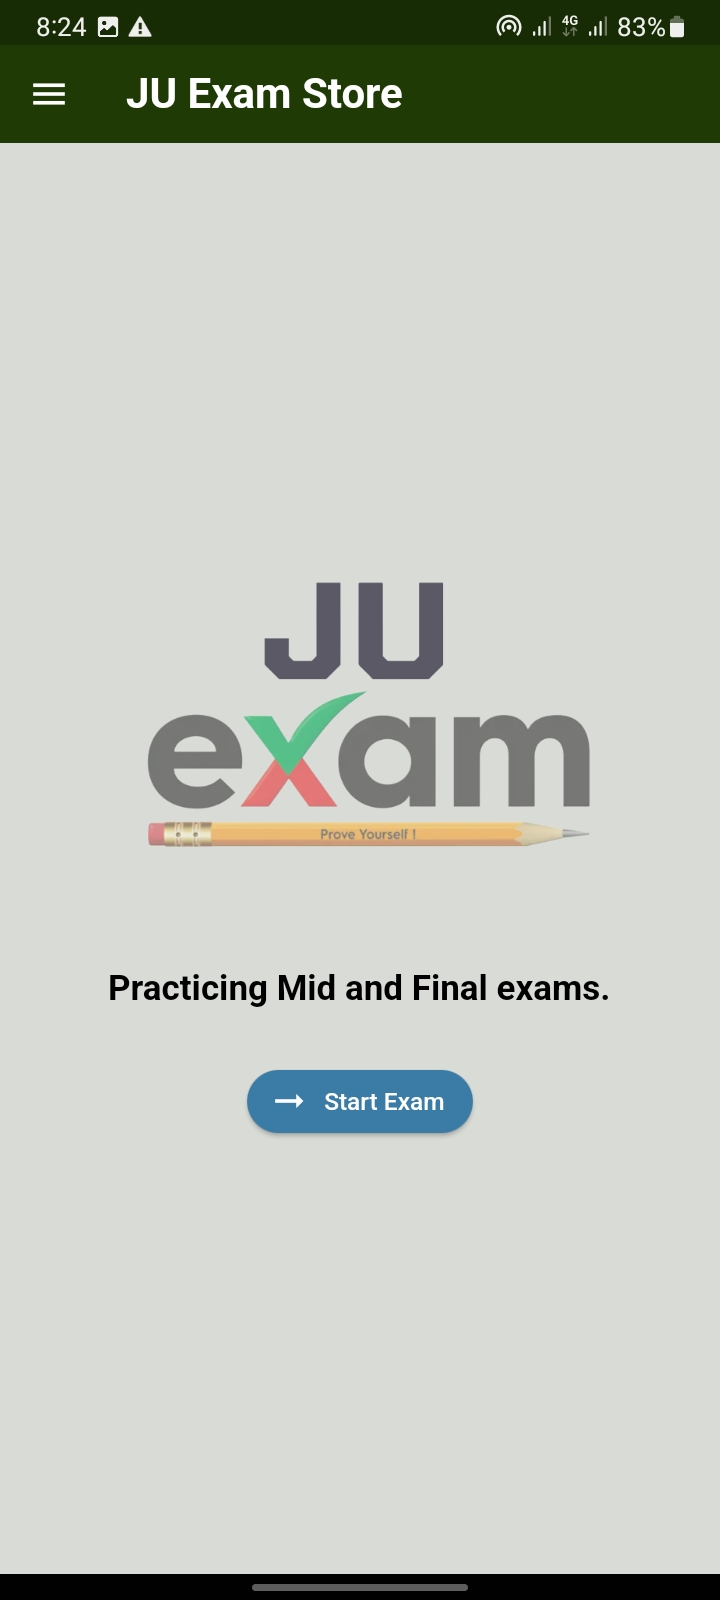 8:24 4G 83%
JU Exam Store
JU
exam
Prove Yourself !
Practicing Mid and Final exams.
Start Exam